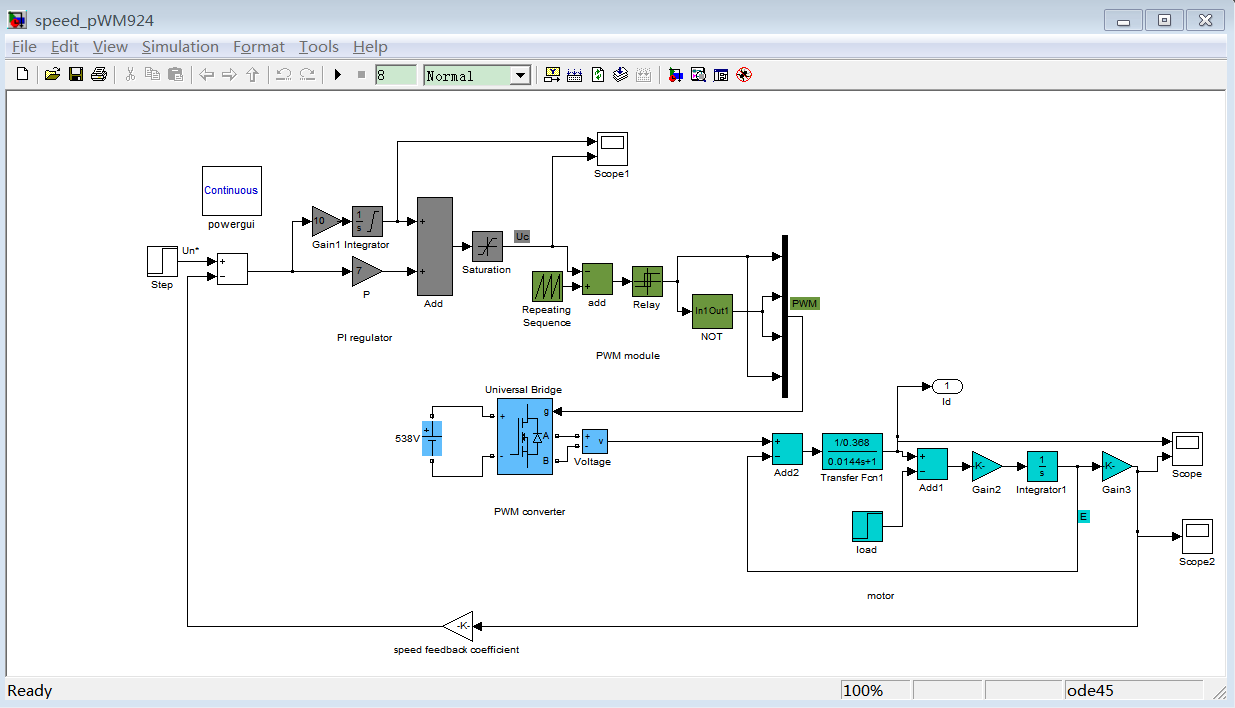 speed_pWM924
File Edit View Simulation Format Tools Help
8 Normal
Scope1
Continuous
powergui
Un*
Step
+
−
10
Gain1
1
s
Integrator
7
P
+
+
Add
Saturation
Uc
Repeating
Sequence
−
+
add
Relay
In1Out1
NOT
PWM
PI regulator
PWM module
Universal Bridge
538V
+
+
-
g
A
B
+
-
v
Voltage
PWM converter
+
−
Add2
1/0.368
0.0144s+1
Transfer Fcn1
1
Id
+
−
Add1
-K-
Gain2
1
s
Integrator1
-K-
Gain3
Scope
E
load
Scope2
motor
-K-
speed feedback coefficient
Ready 100% ode45